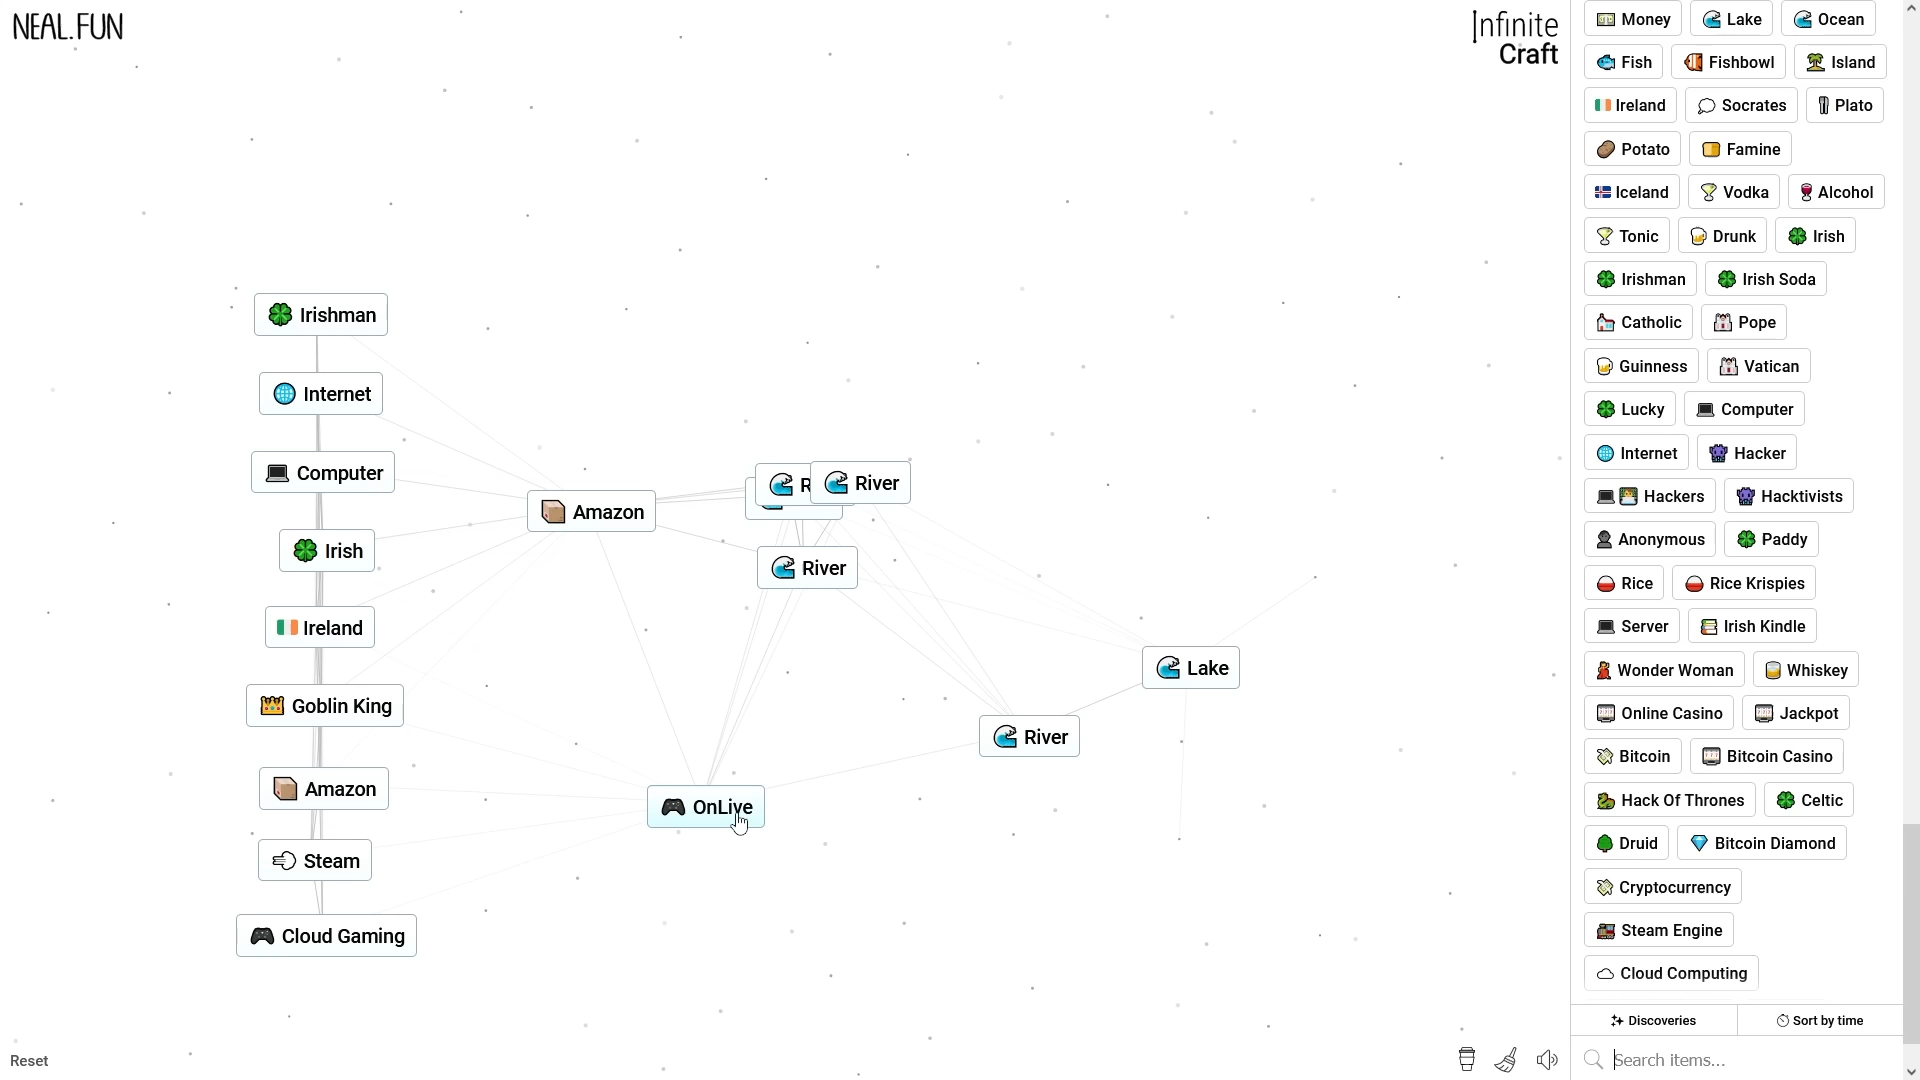 NEAL.FUN
Infinite
Craft
Irishman
Internet
Computer
Irish
Ireland
Goblin King
Amazon
Steam
Cloud Gaming
Amazon
R
River
River
OnLive
River
Lake
Reset
Money Lake Ocean
Fish Fishbowl Island
Ireland Socrates Plato
Potato Famine
Iceland Vodka Alcohol
Tonic Drunk Irish
Irishman Irish Soda
Catholic Pope
Guinness Vatican
Lucky Computer
Internet Hacker
Hackers Hacktivists
Anonymous Paddy
Rice Rice Krispies
Server Irish Kindle
Wonder Woman Whiskey
Online Casino Jackpot
Bitcoin Bitcoin Casino
Hack Of Thrones Celtic
Druid Bitcoin Diamond
Cryptocurrency
Steam Engine
Cloud Computing
Discoveries Sort by time
Search items...